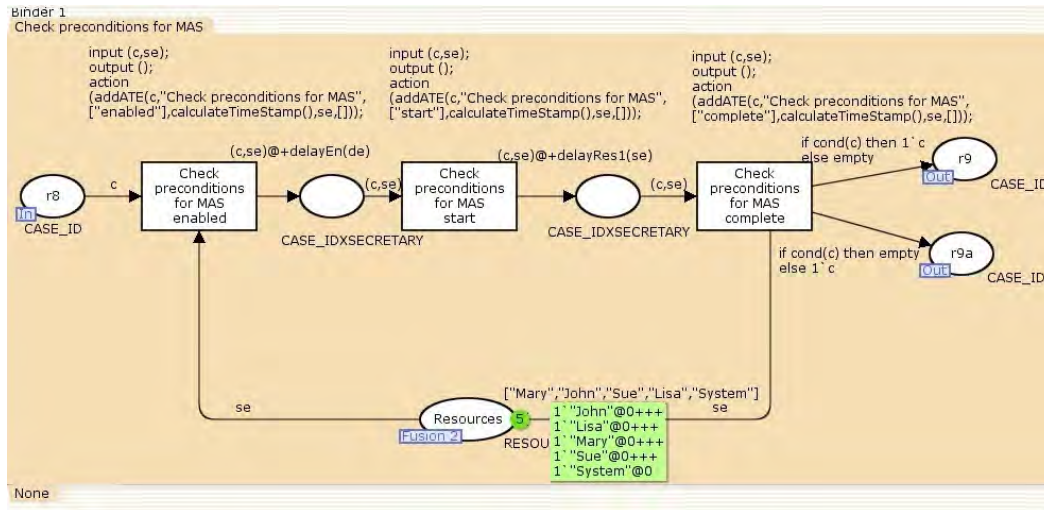 Binder 1
Check preconditions for MAS
input (c,se);
output ();
action
(addATE(c,"Check preconditions for MAS",
["enabled"],calculateTimeStamp(),se,[]));
input (c,se);
output ();
action
(addATE(c,"Check preconditions for MAS",
["start"],calculateTimeStamp(),se,[]));
input (c,se);
output ();
action
(addATE(c,"Check preconditions for MAS",
["complete"],calculateTimeStamp(),se,[]));
r8
In
CASE_ID
c
Check
preconditions
for MAS
enabled
(c,se)@+delayEn(de)
CASE_IDXSECRETARY
(c,se)
Check
preconditions
for MAS
start
(c,se)@+delayRes1(se)
CASE_IDXSECRETARY
(c,se)
Check
preconditions
for MAS
complete
if cond(c) then 1`c
else empty
r9
Out
CASE_ID
if cond(c) then empty
else 1`c
r9a
Out
CASE_ID
se
Resources
Fusion 2
5
RESOU
["Mary","John","Sue","Lisa","System"]
se
1`"John"@0+++
1`"Lisa"@0+++
1`"Mary"@0+++
1`"Sue"@0+++
1`"System"@0
None